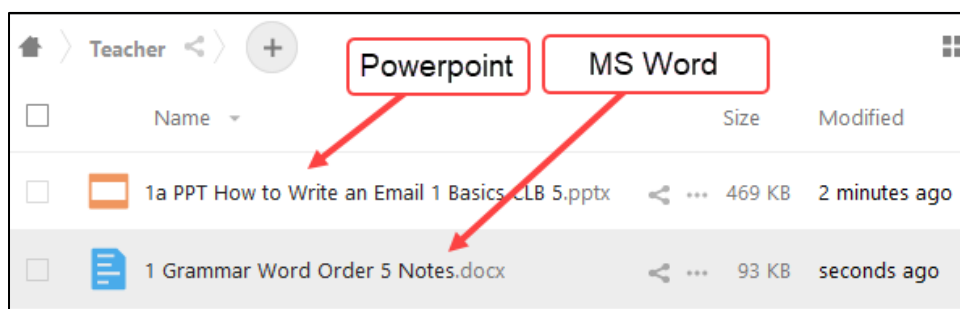 Teacher
Powerpoint MS Word
Name Size Modified
1a PPT How to Write an Email 1 Basics CLB 5.pptx 469 KB 2 minutes ago
1 Grammar Word Order 5 Notes.docx 93 KB seconds ago